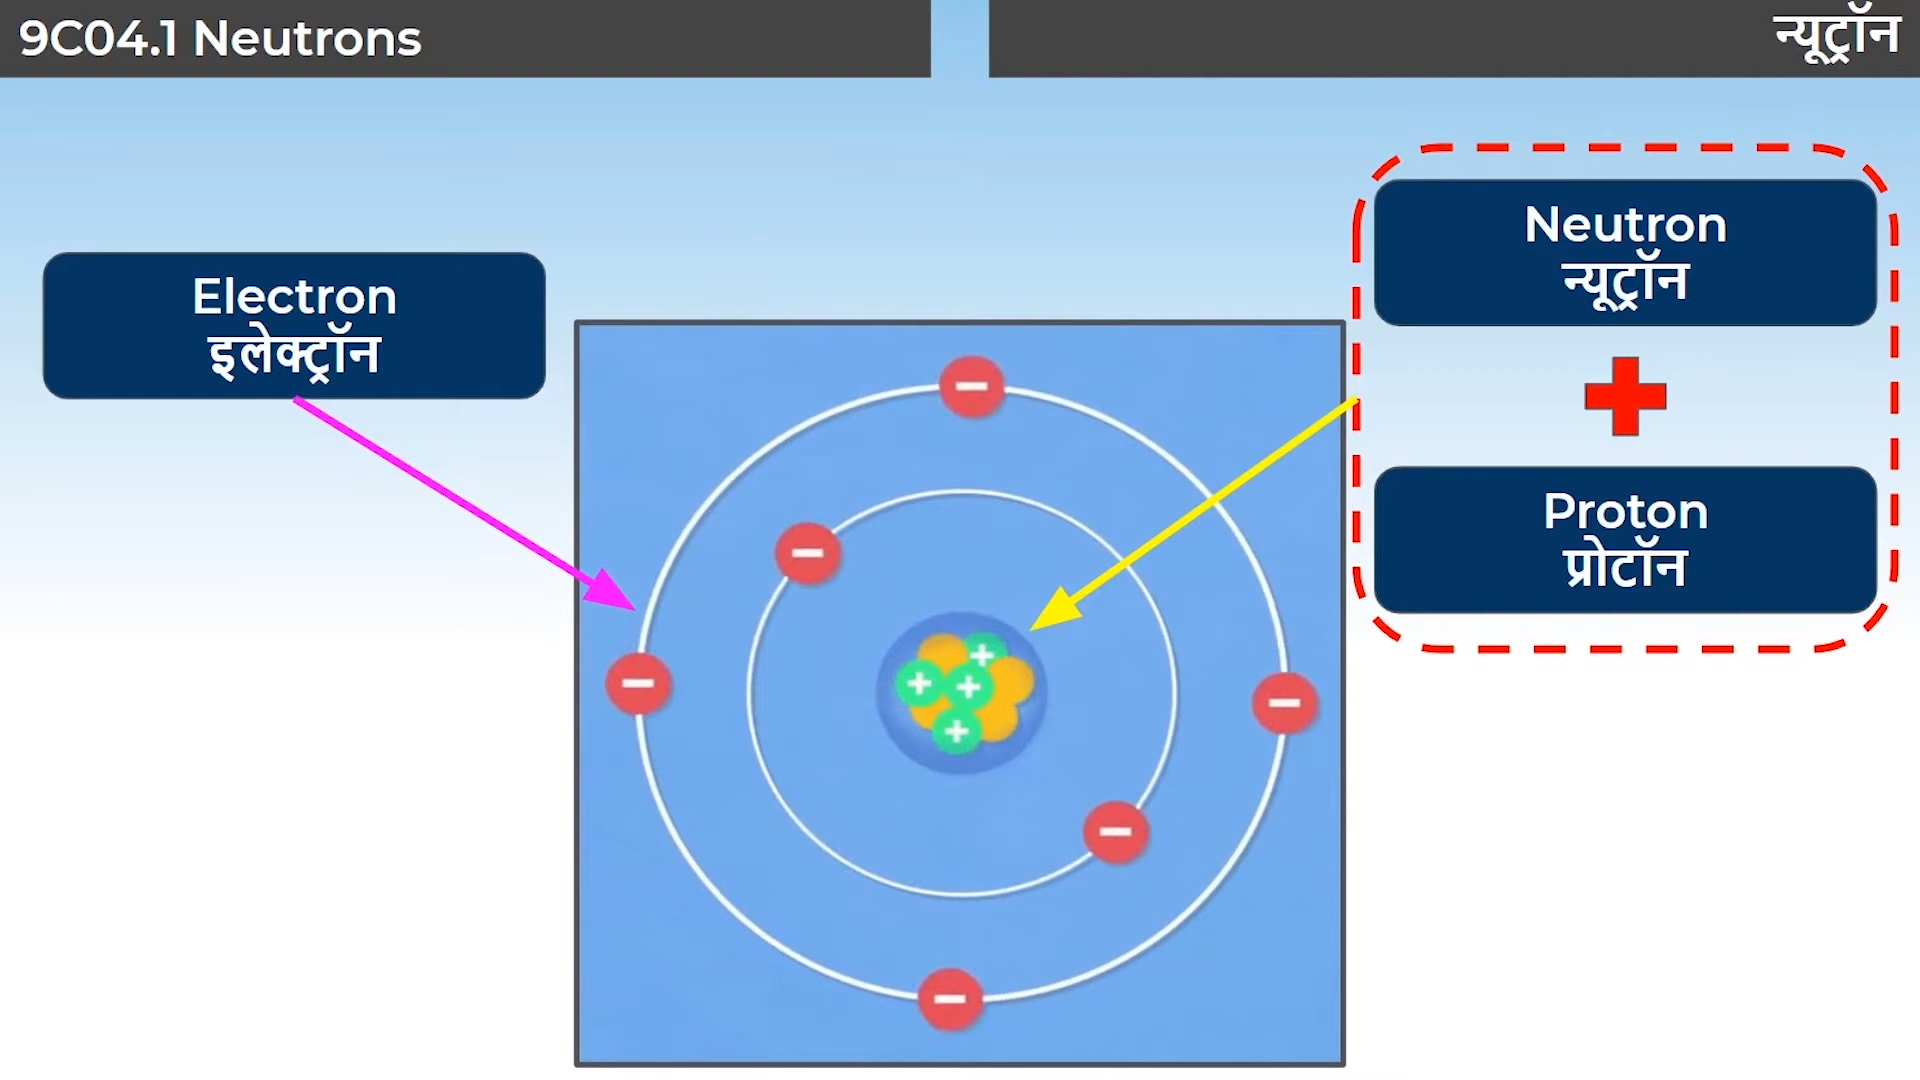 9C04.1 Neutrons
न्यूट्रॉन
Electron
इलेक्ट्रॉन
Neutron
न्यूट्रॉन
Proton
प्रोटॉन